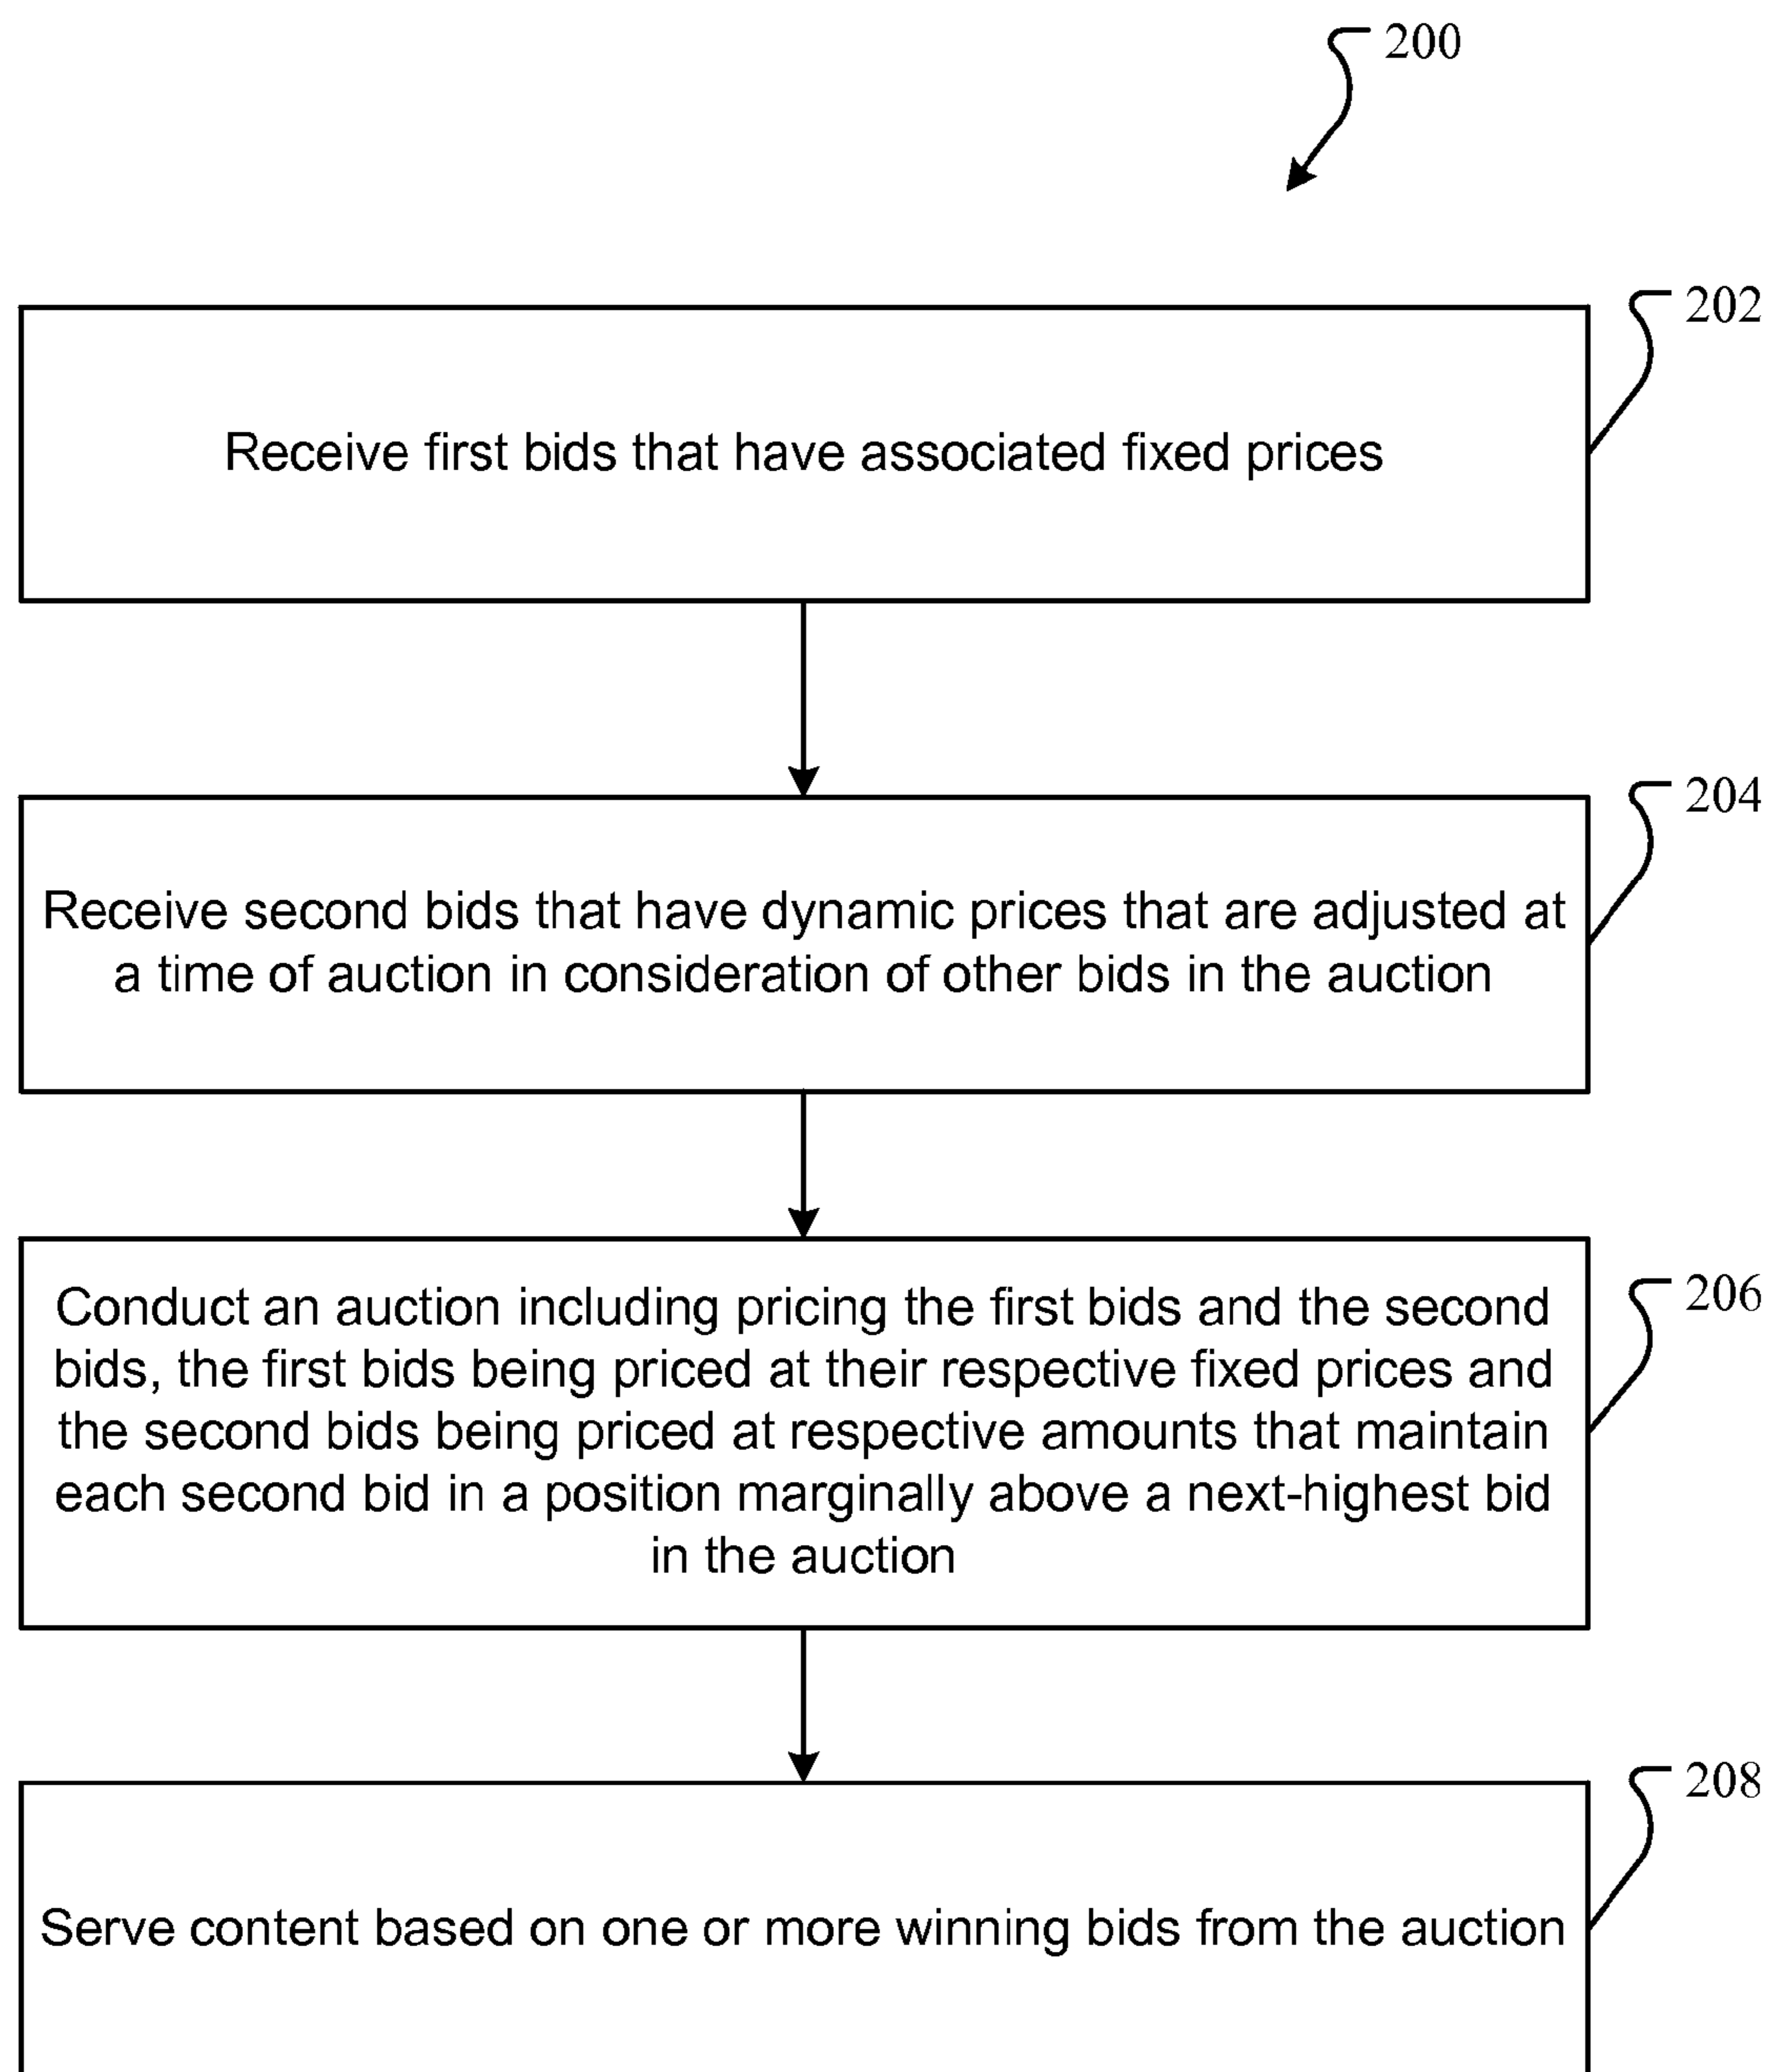 200
202
Receive first bids that have associated fixed prices
204
Receive second bids that have dynamic prices that are adjusted at
a time of auction in consideration of other bids in the auction
206
Conduct an auction including pricing the first bids and the second
bids, the first bids being priced at their respective fixed prices and
the second bids being priced at respective amounts that maintain
each second bid in a position marginally above a next-highest bid
in the auction
208
Serve content based on one or more winning bids from the auction